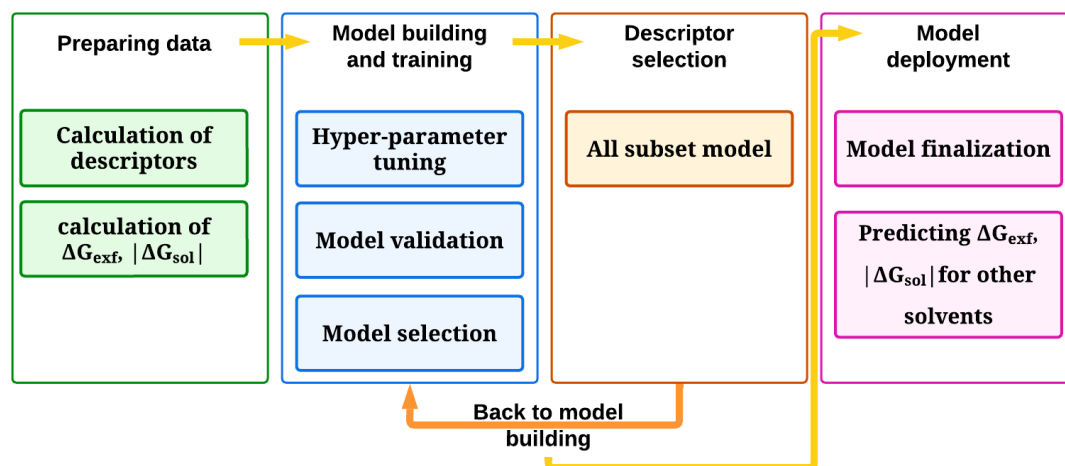 Preparing data
Calculation of
descriptors
calculation of
ΔGexf, |ΔGsol|
Model building
and training
Hyper-parameter
tuning
Model validation
Model selection
Descriptor
selection
All subset model
Model
deployment
Model finalization
Predicting ΔGexf,
|ΔGsol|for other
solvents
Back to model
building